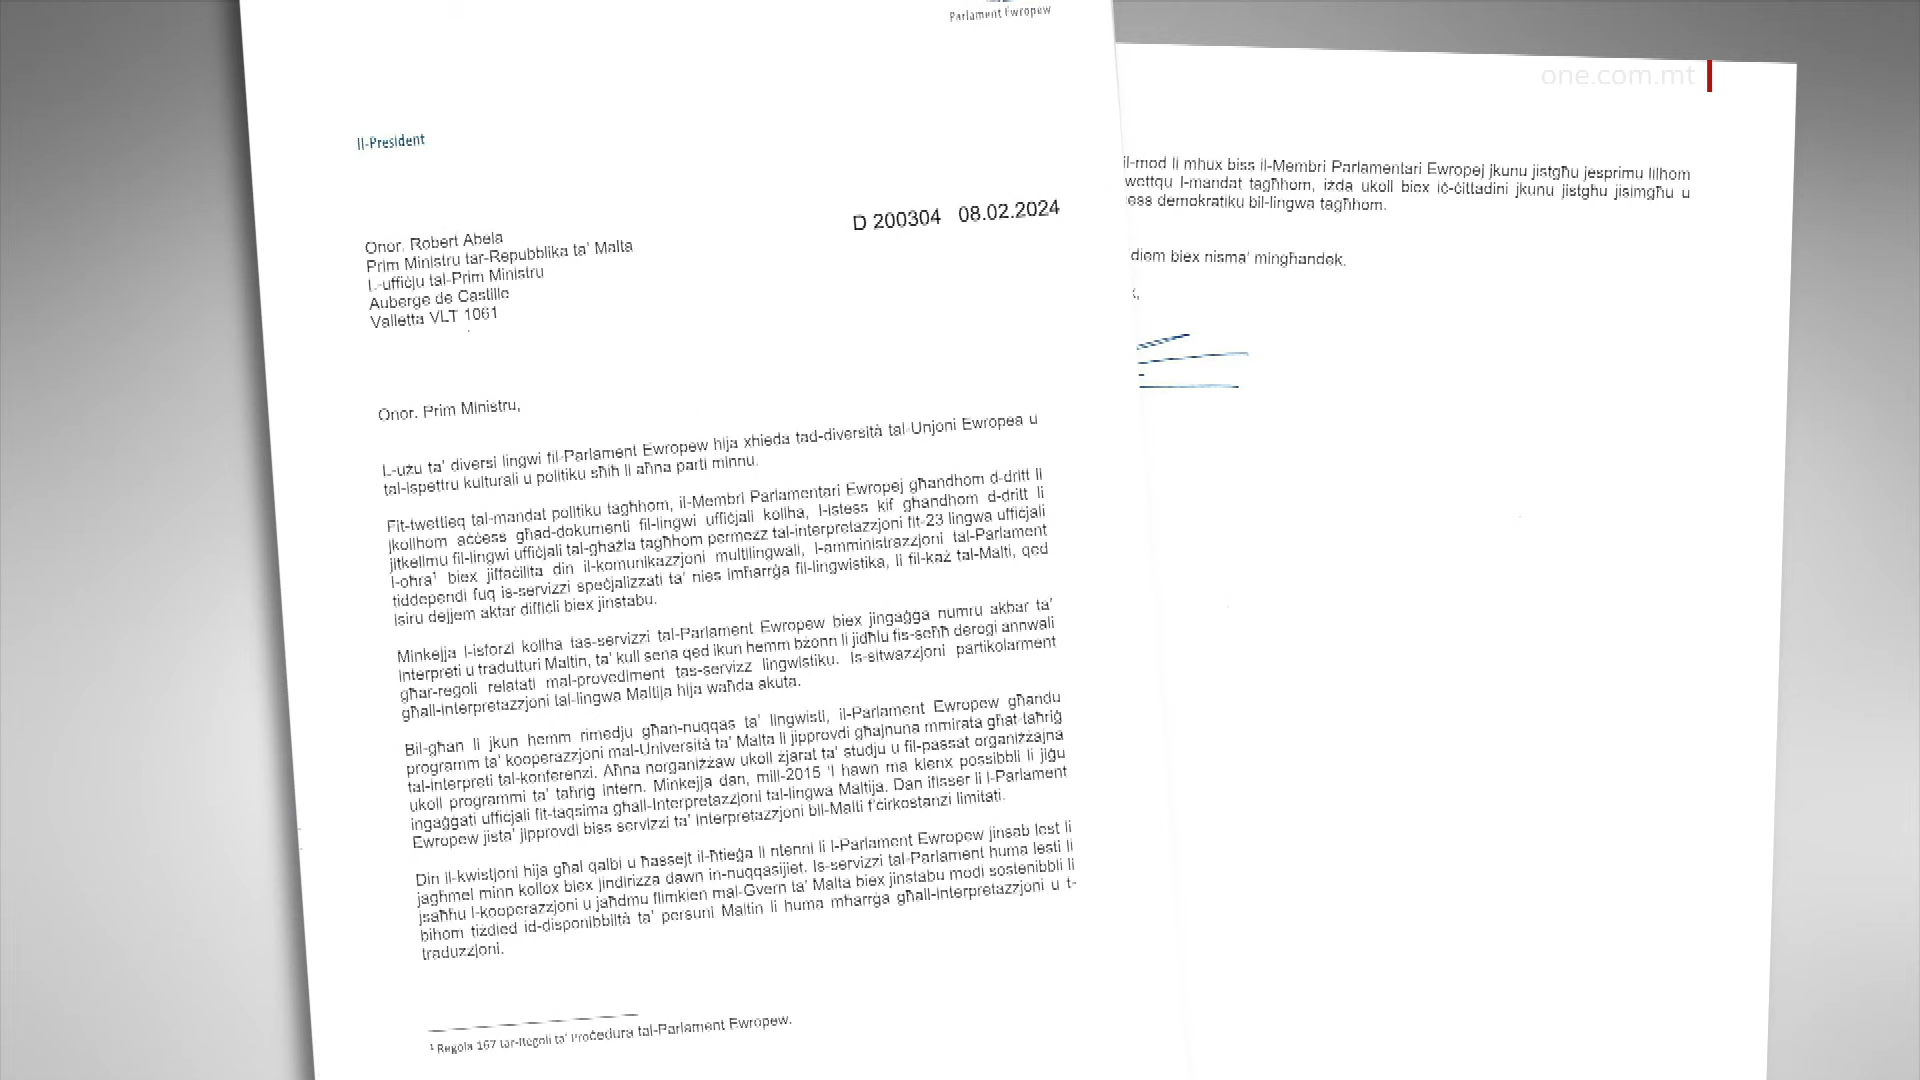 Parlament Ewropew
one.com.mt
Il-President
D 200304 08.02.2024
Onor. Robert Abela
Prim Ministru tar-Repubblika ta' Malta
L-uffiċju tal-Prim Ministru
Auberge de Castille
Valletta VLT 1061
Onor. Prim Ministru,
L-użu ta' diversi lingwi fil-Parlament Ewropew hija xhieda tad-diversità tal-Unjoni Ewropea u
tal-ispettru kulturali u politiku sħiħ li aħna parti minnu.
Fit-twettieq tal-mandat politiku tagħhom, il-Membri Parlamentari Ewropej għandhom d-dritt li
jkollhom aċċess għad-dokumenti fil-lingwi uffiċjali kollha, l-istess kif għandhom d-dritt li
jitkellmu fil-lingwi uffiċjali tal-għażla tagħhom permezz tal-interpretazzjoni fit-23 lingwa uffiċjali
l-oħra¹ biex jiffaċilita din il-komunikazzjoni multilingwali, l-amministrazzjoni tal-Parlament
tiddependi fuq is-servizzi speċjalizzati ta' nies imħarrġa fil-lingwistika, li fil-każ tal-Malti, qed
isiru dejjem aktar diffiċli biex jinstabu.
Minkejja l-isforzi kollha tas-servizzi tal-Parlament Ewropew biex jingaġġa numru akbar ta'
interpreti u tradutturi Maltin, ta' kull sena qed ikun hemm bżonn li jidħlu fis-seħħ derogi annwali
għar-regoli relatati mal-provediment tas-servizz lingwistiku. Is-sitwazzjoni partikolarment
għall-interpretazzjoni tal-lingwa Maltija hija waħda akuta.
Bil-għan li jkun hemm rimedju għan-nuqqas ta' lingwisti, il-Parlament Ewropew għandu
programm ta' kooperazzjoni mal-Università ta' Malta li jipprovdi għajnuna mmirata għat-taħriġ
tal-interpreti tal-konferenzi. Aħna norganiżżaw ukoll żjarat ta' studju u fil-passat organiżżajna
ukoll programmi ta' taħriġ intern. Minkejja dan, mill-2015 'l hawn ma kienx possibbli li jiġu
ingaġġati uffiċjali fit-taqsima għall-Interpretazzjoni tal-lingwa Maltija. Dan ifisser li l-Parlament
Ewropew jista' jipprovdi biss servizzi ta' interpretazzjoni bil-Malti f'ċirkostanzi limitati.
Din il-kwistjoni hija għal qalbi u ħassejt il-ħtieġa li ntenni li l-Parlament Ewropew jinsab lest li
jagħmel minn kollox biex jindirizza dawn in-nuqqasijiet. Is-servizzi tal-Parlament huma lesti li
jsaħħu l-kooperazzjoni u jaħdmu flimkien mal-Gvern ta' Malta biex jinstabu modi sostenibbli li
bihom tiżdied id-disponibbiltà ta' persuni Maltin li huma mħarrġa għall-interpretazzjoni u t-
traduzzjoni.
¹ Regola 167 tar-Regoli ta' Proċedura tal-Parlament Ewropew.
il-mod li mhux biss il-Membri Parlamentari Ewropej jkunu jistgħu jesprimu lilhom
wettqu l-mandat tagħhom, iżda ukoll biex iċ-ċittadini jkunu jistgħu jisimgħu u
ess demokratiku bil-lingwa tagħhom.
diem biex nisma' mingħandek.
k,